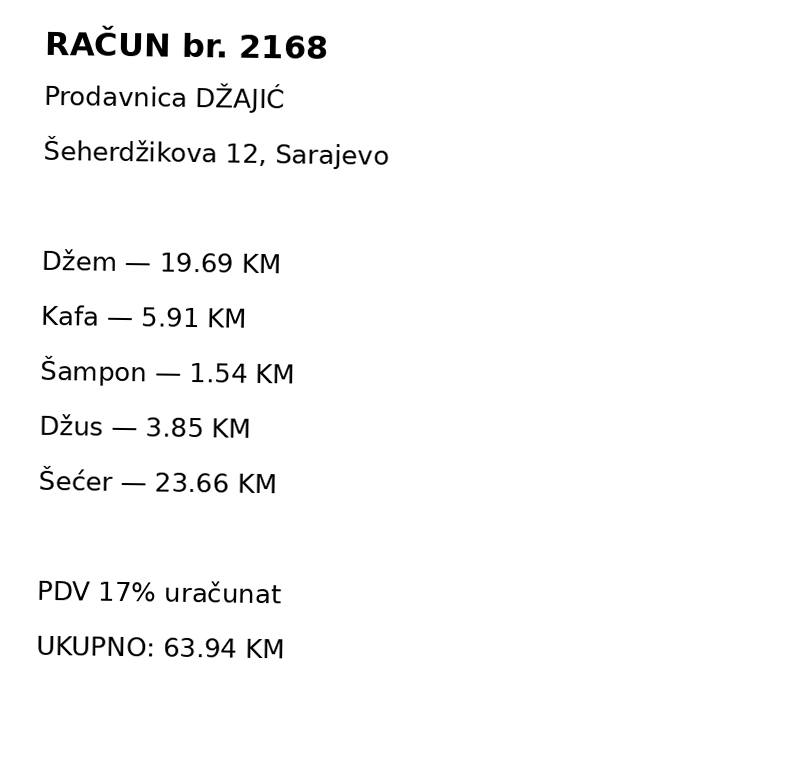 RAČUN br. 2168
Prodavnica DŽAJIĆ
Šeherdžikova 12, Sarajevo
Džem — 19.69 KM
Kafa — 5.91 KM
Šampon — 1.54 KM
Džus — 3.85 KM
Šećer — 23.66 KM
PDV 17% uračunat
UKUPNO: 63.94 KM